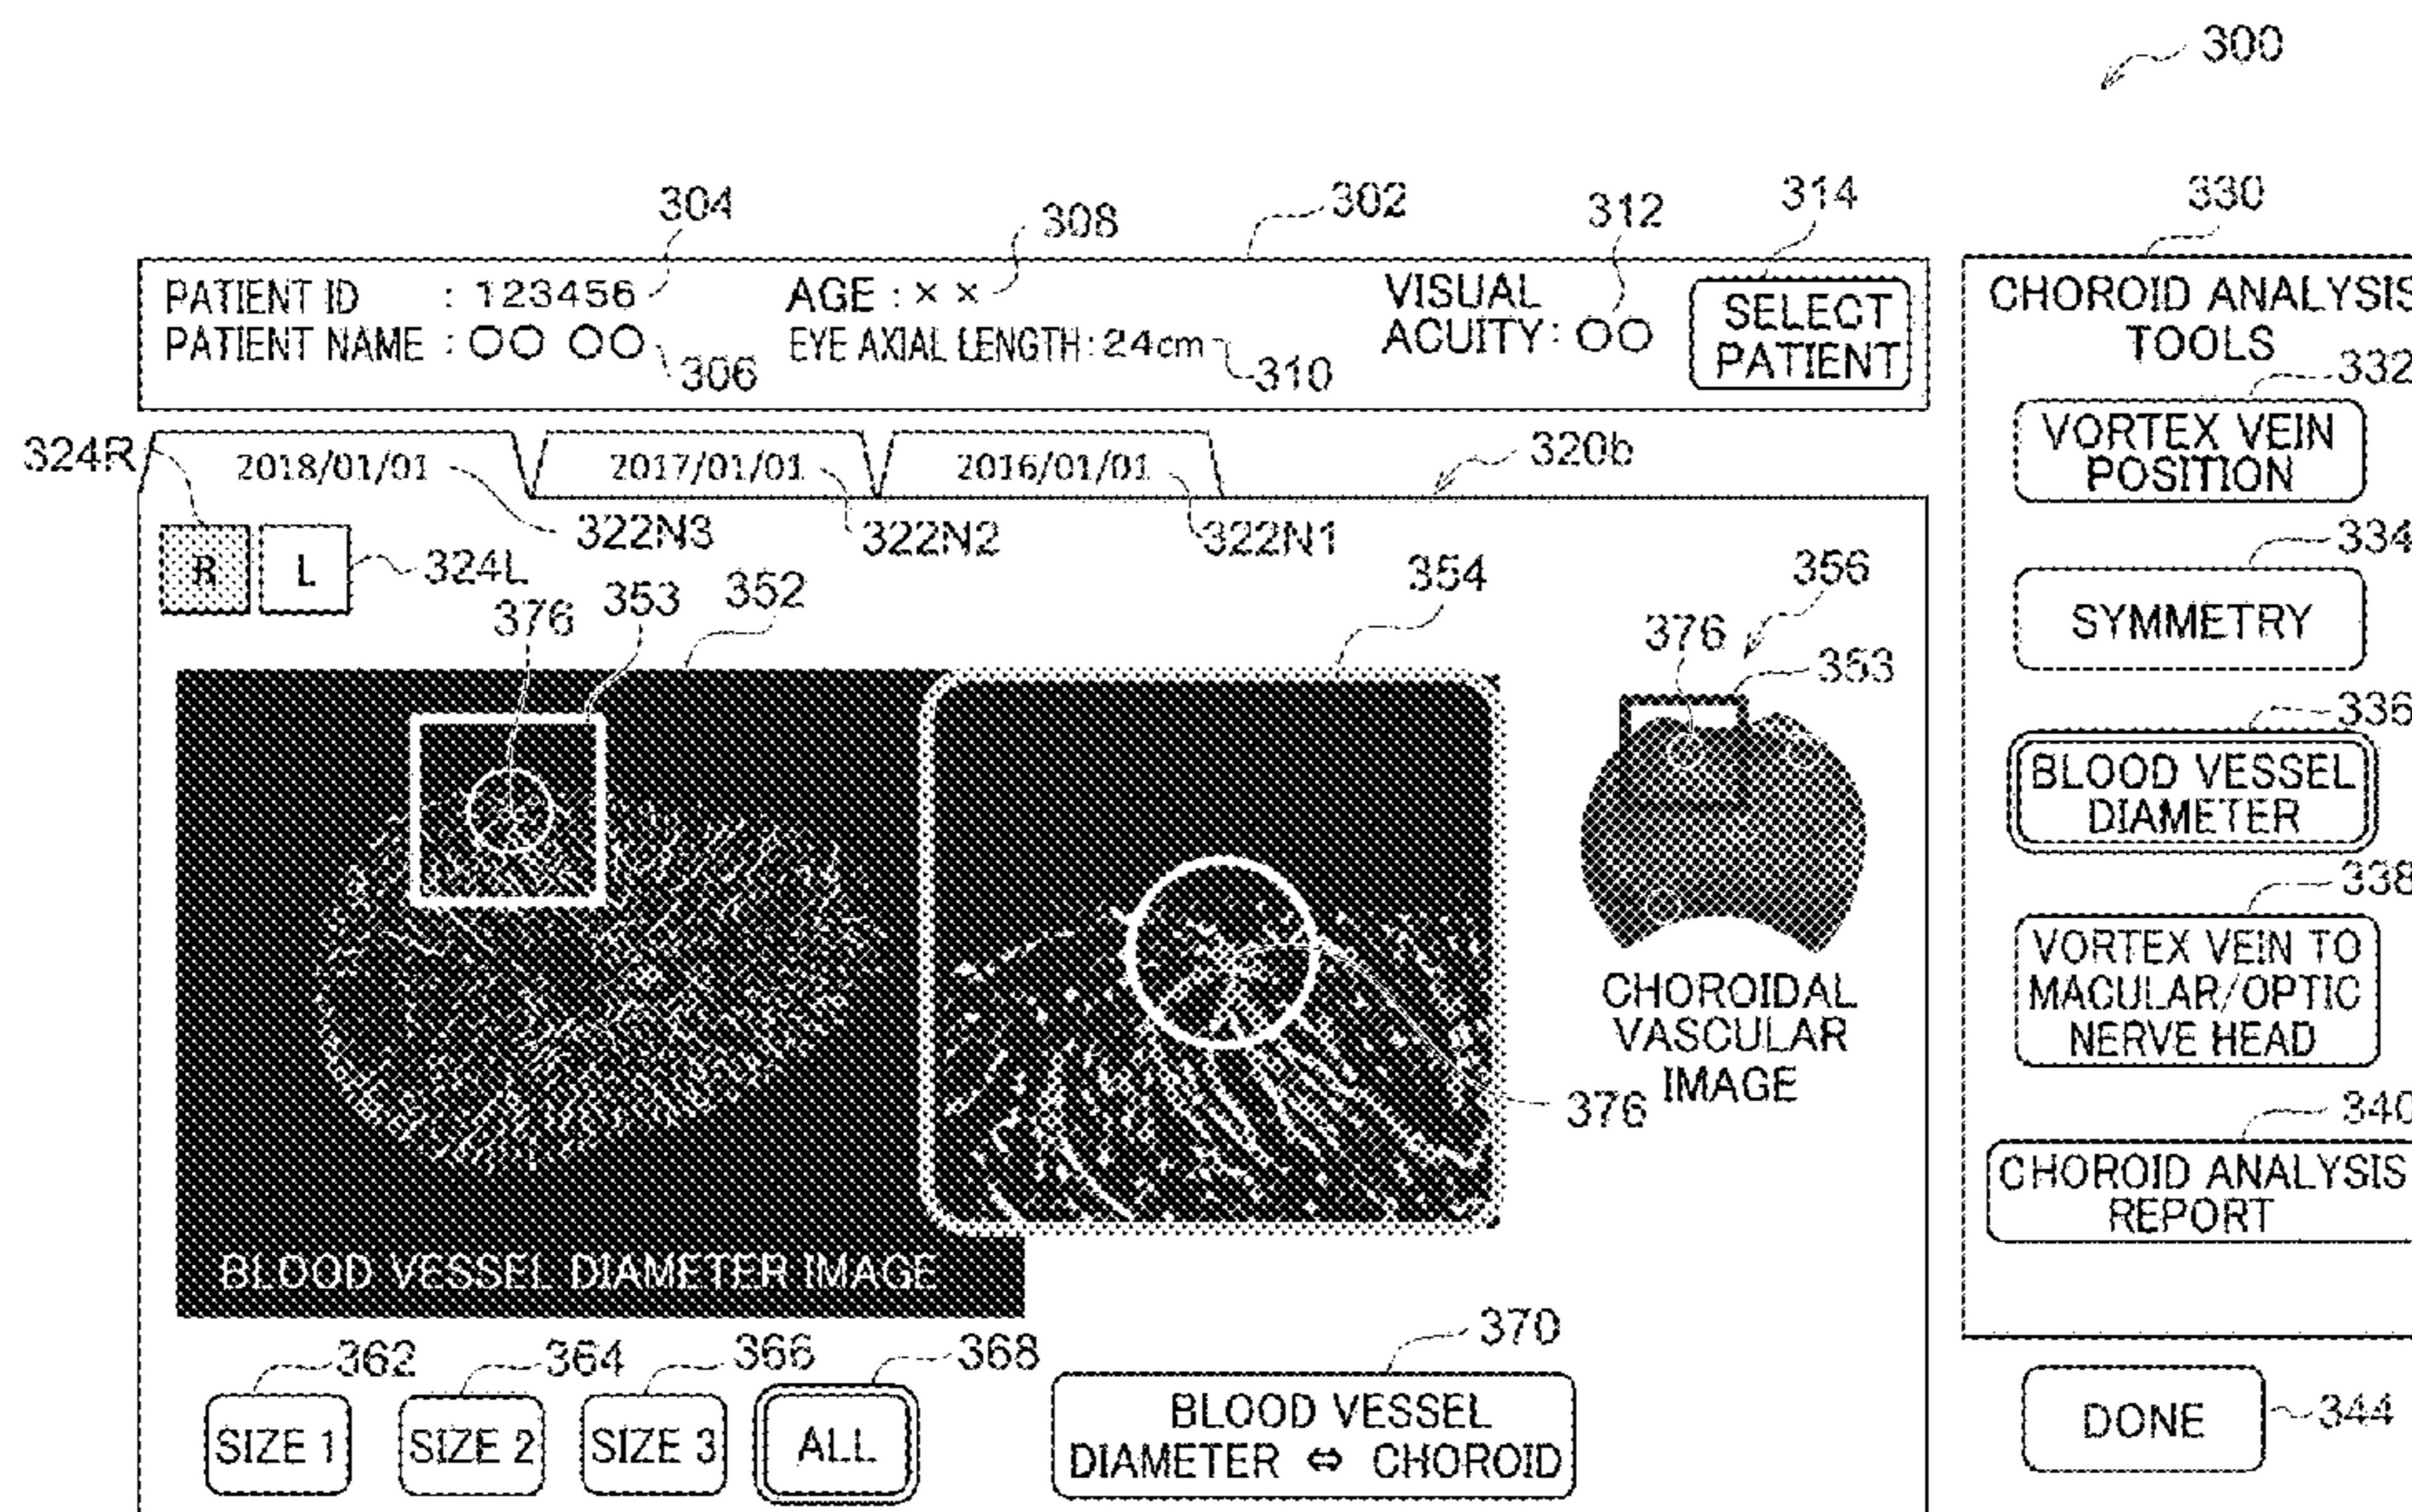 300
304
308
302
312
314
330
PATIENT ID : 123456
AGE : × ×
VISUAL
ACUITY : ○○
SELECT
PATIENT
PATIENT NAME : ○○ ○○
306
EYE AXIAL LENGTH : 24cm
310
CHOROID ANALYSIS
TOOLS
332
VORTEX VEIN
POSITION
324R
2018/01/01
2017/01/01
2016/01/01
320b
322N3
322N2
322N1
R
L
324L
376
353
352
354
356
376
353
334
SYMMETRY
336
BLOOD VESSEL
DIAMETER
338
VORTEX VEIN TO
MACULAR/OPTIC
NERVE HEAD
CHOROIDAL
VASCULAR
IMAGE
376
340
CHOROID ANALYSIS
REPORT
BLOOD VESSEL DIAMETER IMAGE
362
364
366
368
370
SIZE 1
SIZE 2
SIZE 3
ALL
BLOOD VESSEL
DIAMETER ⇔ CHOROID
DONE
344